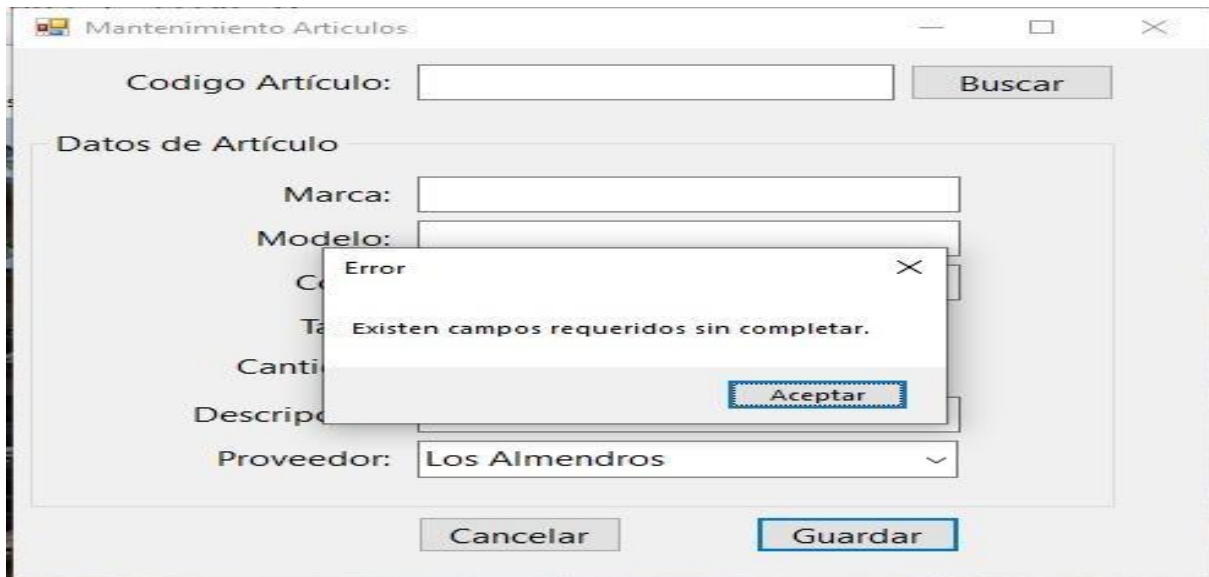 Mantenimiento Articulos
Codigo Artículo:
Buscar
Datos de Artículo
Marca:
Modelo:
Error
Existen campos requeridos sin completar.
Aceptar
Proveedor: Los Almendros
Cancelar
Guardar